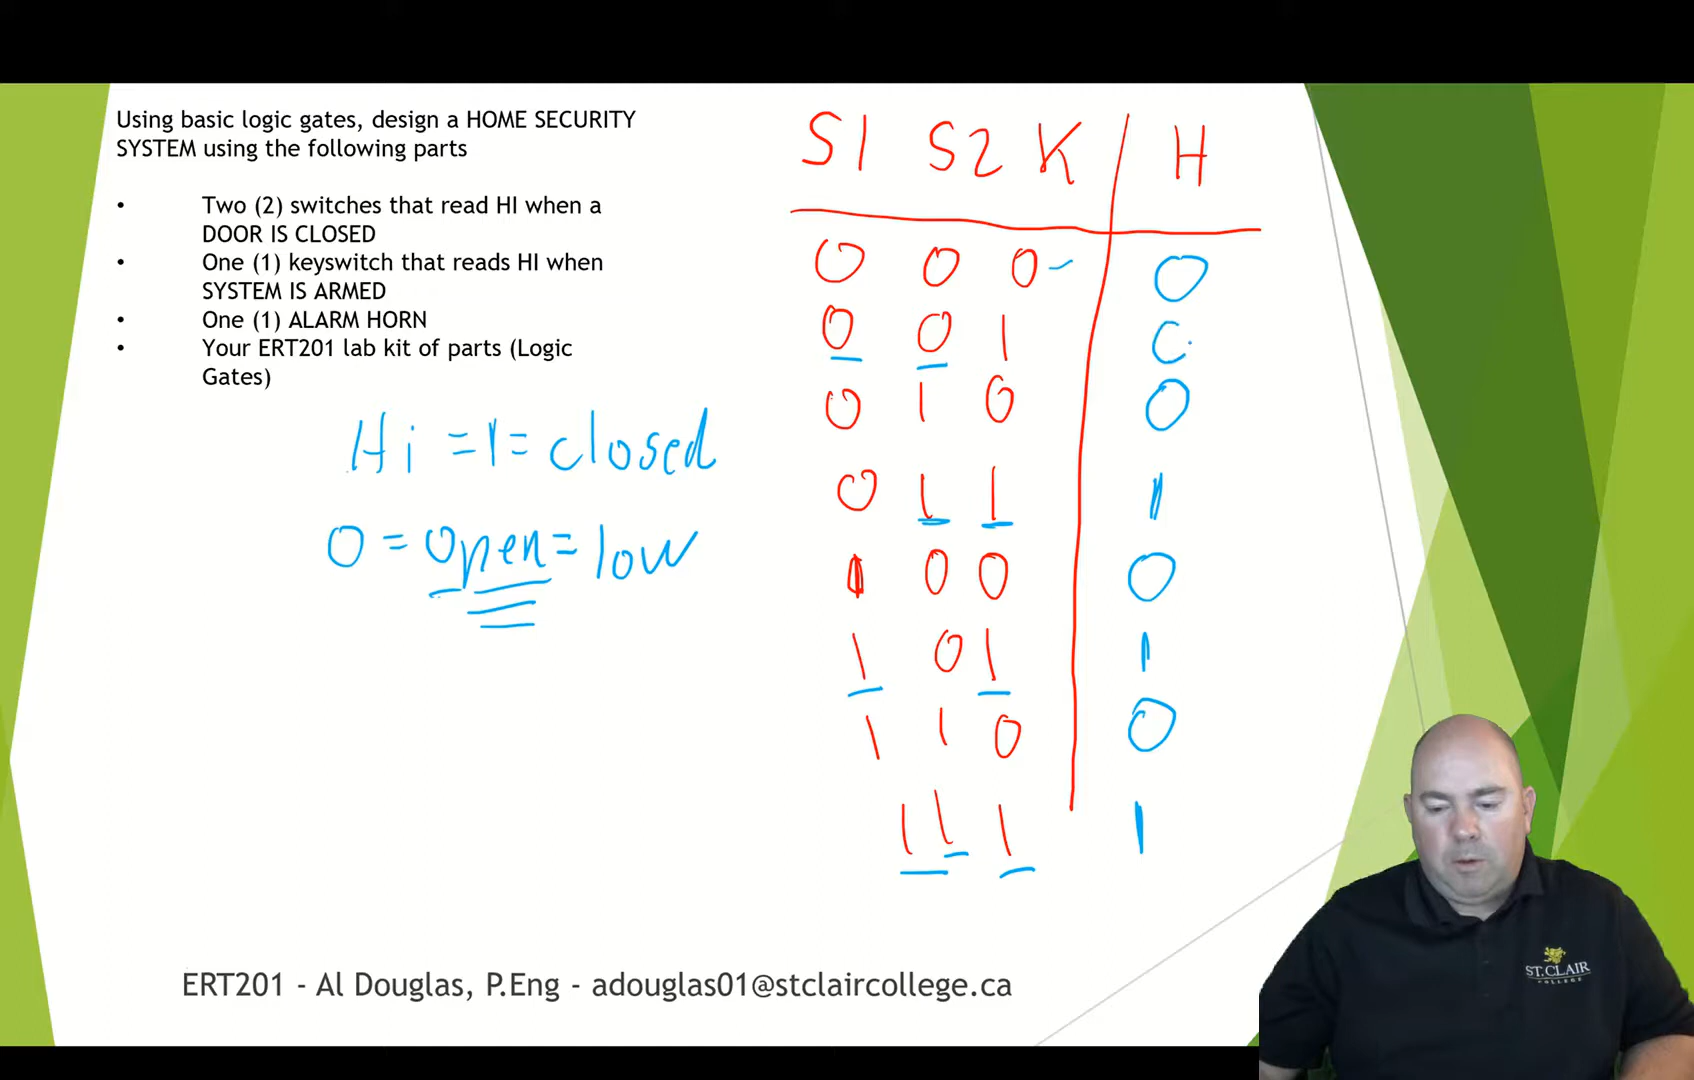 Using basic logic gates, design a HOME SECURITY
SYSTEM using the following parts
• Two (2) switches that read HI when a
DOOR IS CLOSED
• One (1) keyswitch that reads HI when
SYSTEM IS ARMED
• One (1) ALARM HORN
• Your ERT201 lab kit of parts (Logic
Gates)
Hi = 1 = closed
0 = open = low
S1 S2 K H
0 0 0 0
0 0 1 0
0 1 0 0
0 1 1 1
1 0 0 0
1 0 1 1
1 1 0 0
1 1 1 1
ERT201 - Al Douglas, P.Eng - adouglas01@stclaircollege.ca
ST. CLAIR
COLLEGE